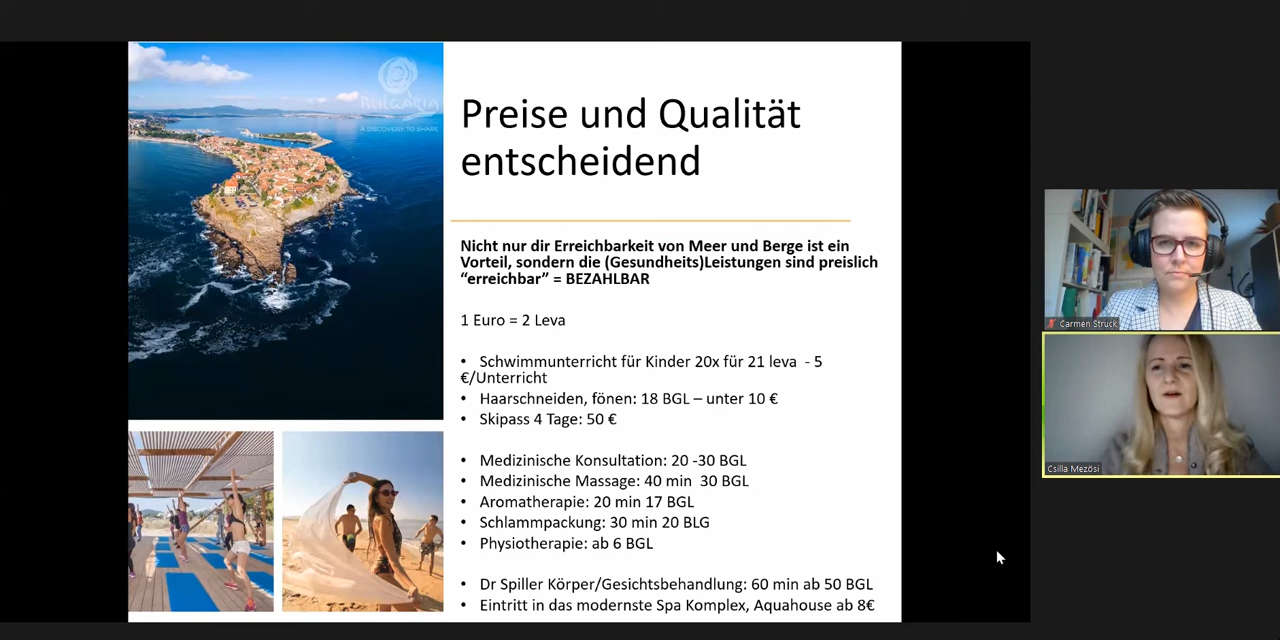 BULGARIA
A DISCOVERY TO SHARE
Preise und Qualität
entscheidend
Nicht nur dir Erreichbarkeit von Meer und Berge ist ein
Vorteil, sondern die (Gesundheits)Leistungen sind preislich
“erreichbar” = BEZAHLBAR
1 Euro = 2 Leva
• Schwimmunterricht für Kinder 20x für 21 leva - 5
€/Unterricht
• Haarschneiden, fönen: 18 BGL – unter 10 €
• Skipass 4 Tage: 50 €
• Medizinische Konsultation: 20 -30 BGL
• Medizinische Massage: 40 min 30 BGL
• Aromatherapie: 20 min 17 BGL
• Schlammpackung: 30 min 20 BLG
• Physiotherapie: ab 6 BGL
• Dr Spiller Körper/Gesichtsbehandlung: 60 min ab 50 BGL
• Eintritt in das modernste Spa Komplex, Aquahouse ab 8€
Carmen Struck
Csilla Mezösi